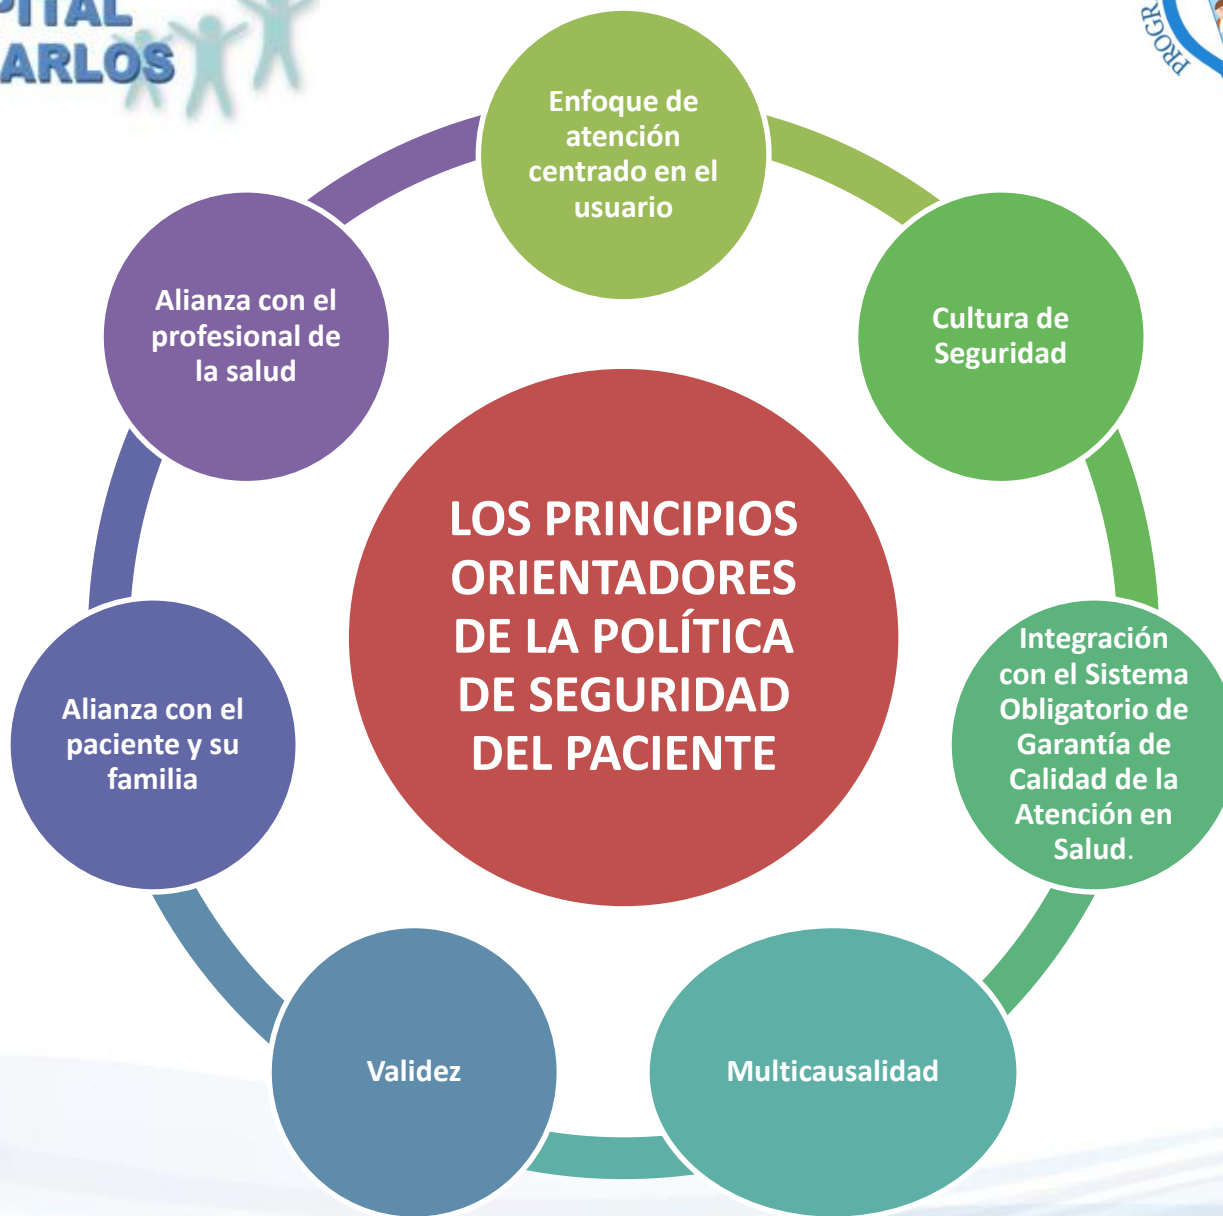 PITAL
ARLOS
PROGR
Enfoque de
atención
centrado en el
usuario
Cultura de
Seguridad
Integración
con el Sistema
Obligatorio de
Garantía de
Calidad de la
Atención en
Salud.
Multicausalidad
Validez
Alianza con el
paciente y su
familia
Alianza con el
profesional de
la salud
LOS PRINCIPIOS
ORIENTADORES
DE LA POLÍTICA
DE SEGURIDAD
DEL PACIENTE